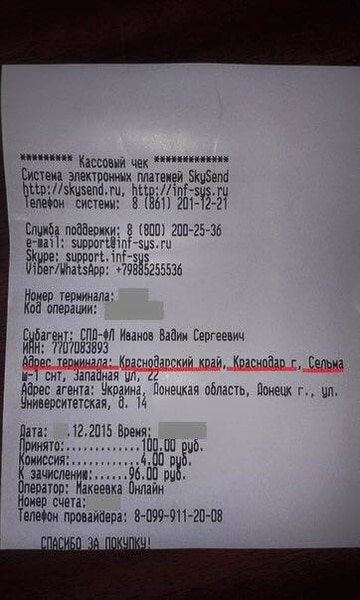 ********* Кассовый чек *************
Система электронных платемей SkySend
http://skysend.ru, http://inf-sys.ru
Телефон системы: 8 (861) 201-12-21
Служба поддержки: 8 (800) 200-25-36
e-mail: support@inf-sys.ru
Skype: support.inf-sys
Viber/WhatsApp: +79885255536
Номер терминала:
Код операции:
Субагент: СПД-ФЛ Иванов Вадим Сергеевич
ИНН: 7707083893
Адрес терминала: Краснодарский край, Краснодар г, Сельма
ш-1 снт, Западная ул, 22
Адрес агента: Украина, Донецкая область, Донецк г., ул.
Университетская, д. 14
Дата: .12.2015 Время:
Принято:.............100.00 руб.
Комиссия:............4.00 руб.
К зачислению:......96.00 руб.
Оператор: Макеевка Онлайн
Номер счета:
Телефон провайдера: 8-099-911-20-08
СПАСИБО ЗА ПОКУПКУ!